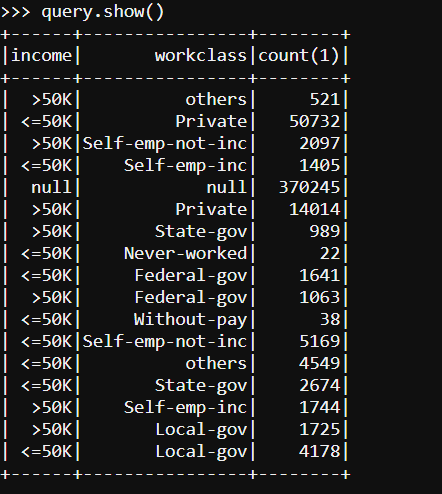 >>> query.show()
+------+----------------+--------+
|income|       workclass|count(1)|
+------+----------------+--------+
|  >50K|          others|     521|
| <=50K|         Private|   50732|
|  >50K|Self-emp-not-inc|    2097|
| <=50K|    Self-emp-inc|    1405|
|  null|            null|  370245|
|  >50K|         Private|   14014|
|  >50K|       State-gov|     989|
| <=50K|    Never-worked|      22|
| <=50K|     Federal-gov|    1641|
|  >50K|     Federal-gov|    1063|
| <=50K|     Without-pay|      38|
| <=50K|Self-emp-not-inc|    5169|
| <=50K|          others|    4549|
| <=50K|       State-gov|    2674|
|  >50K|    Self-emp-inc|    1744|
|  >50K|       Local-gov|    1725|
| <=50K|       Local-gov|    4178|
+------+----------------+--------+